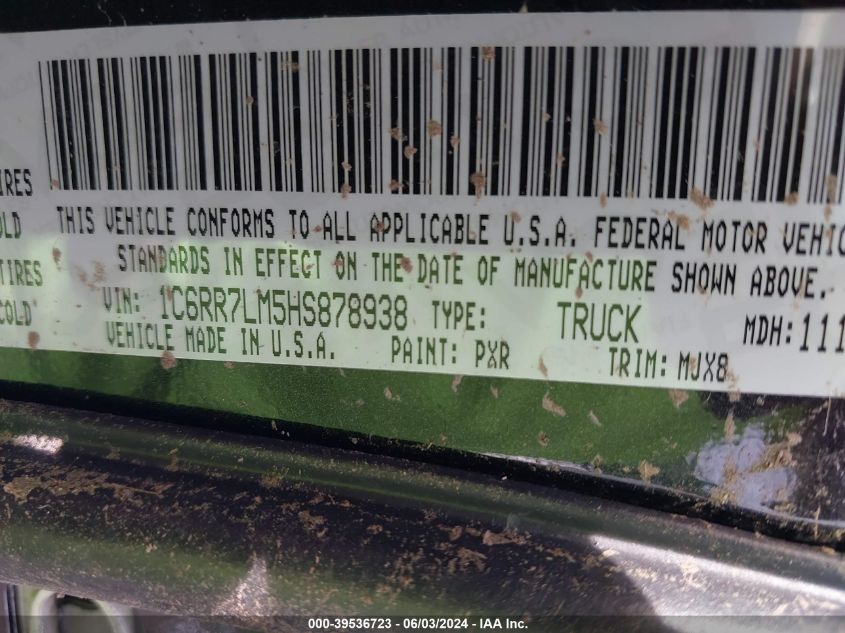 IRES
OLD
TIRES
COLD
THIS VEHICLE CONFORMS TO ALL APPLICABLE U.S.A. FEDERAL MOTOR VEHIC
STANDARDS IN EFFECT ON THE DATE OF MANUFACTURE SHOWN ABOVE.
VIN: 1C6RR7LM5HS878938 TYPE: TRUCK MDH: 111
VEHICLE MADE IN U.S.A. PAINT: PXR TRIM: MJX8
000-39536723 - 06/03/2024 - IAA Inc.